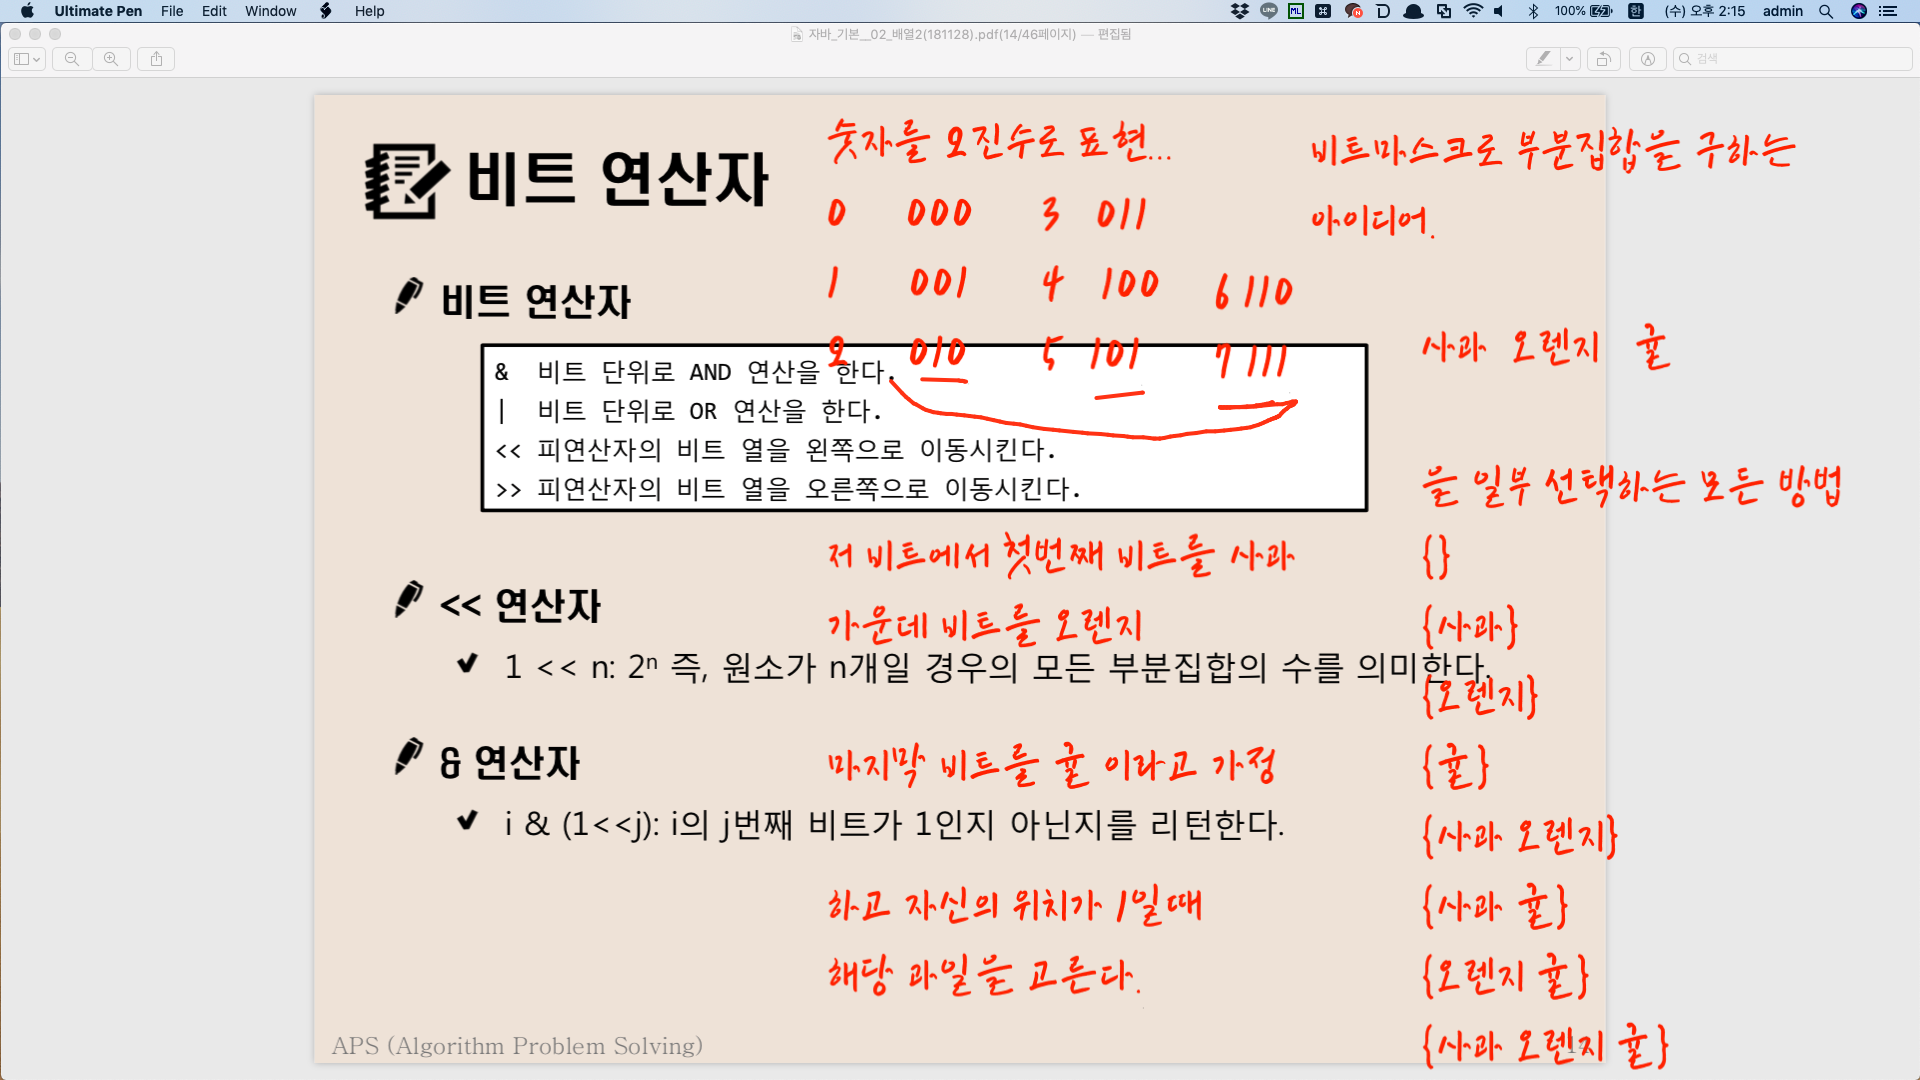 Ultimate Pen File Edit Window Help 100% (수) 오후 2:15 admin
자바_기본__02_배열2(181128).pdf(14/46페이지) — 편집됨
검색
비트 연산자
숫자를 오진수로 표현...
0 000 3 011
1 001 4 100 6 110
2 010 5 101 7 111
비트마스크로 부분집합을 구하는
아이디어.
비트 연산자
& 비트 단위로 AND 연산을 한다.
| 비트 단위로 OR 연산을 한다.
<< 피연산자의 비트 열을 왼쪽으로 이동시킨다.
>> 피연산자의 비트 열을 오른쪽으로 이동시킨다.
사과 오렌지 귤
을 일부 선택하는 모든 방법
{}
{사과}
{오렌지}
{귤}
{사과 오렌지}
{사과 귤}
{오렌지 귤}
{사과 오렌지 귤}
저 비트에서 첫번째 비트를 사과
가운데 비트를 오렌지
<< 연산자
1 << n: 2ⁿ 즉, 원소가 n개일 경우의 모든 부분집합의 수를 의미한다.
& 연산자
마지막 비트를 귤 이라고 가정
i & (1<<j): i의 j번째 비트가 1인지 아닌지를 리턴한다.
하고 자신의 위치가 1일때
해당 과일을 고른다.
APS (Algorithm Problem Solving)